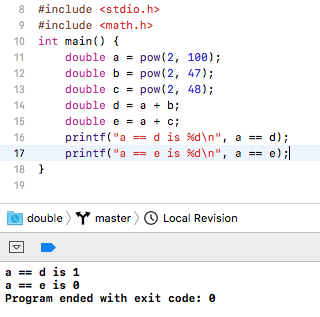 8 #include <stdio.h>
9 #include <math.h>
10 int main() {
11 double a = pow(2, 100);
12 double b = pow(2, 47);
13 double c = pow(2, 48);
14 double d = a + b;
15 double e = a + c;
16 printf("a == d is %d\n", a == d);
17 printf("a == e is %d\n", a == e);
18 }
19
double master Local Revision
a == d is 1
a == e is 0
Program ended with exit code: 0